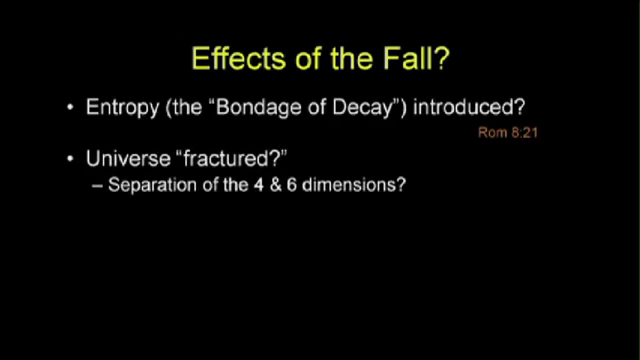 Effects of the Fall?
• Entropy (the “Bondage of Decay”) introduced?
Rom 8:21
• Universe “fractured?”
– Separation of the 4 & 6 dimensions?